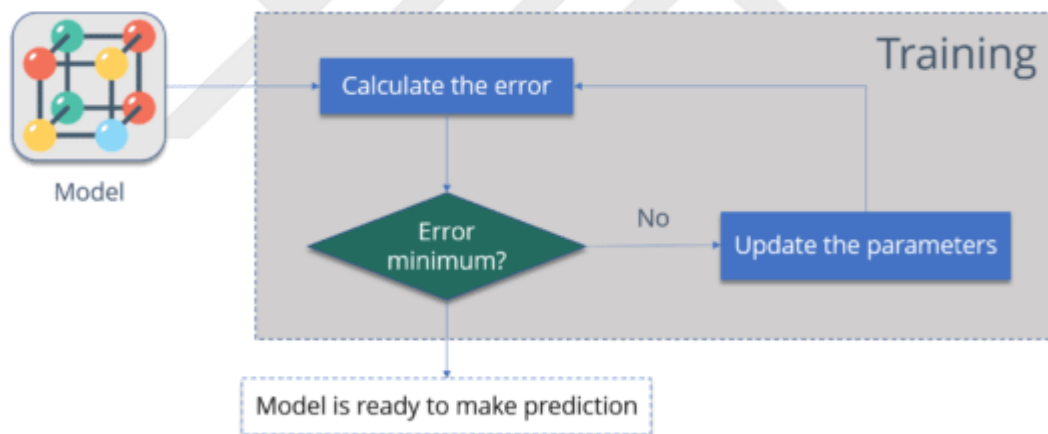 Training
Calculate the error
Model
Error
minimum?
No
Update the parameters
Model is ready to make prediction